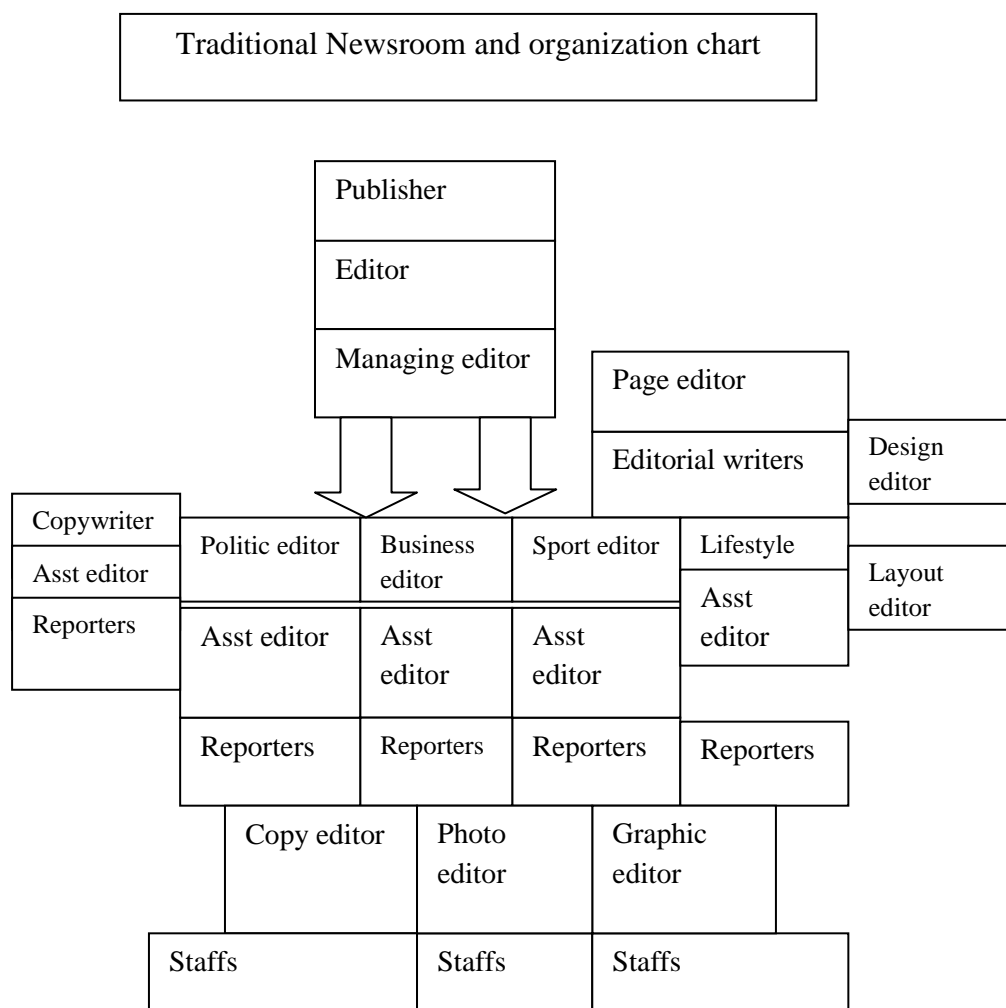 Traditional Newsroom and organization chart
Publisher
Editor
Managing editor
Page editor
Editorial writers
Design
editor
Copywriter
Asst editor
Reporters
Politic editor
Business
editor
Sport editor
Lifestyle
Layout
editor
Asst editor
Asst
editor
Asst
editor
Asst
editor
Reporters
Reporters
Reporters
Reporters
Copy editor
Photo
editor
Graphic
editor
Staffs
Staffs
Staffs